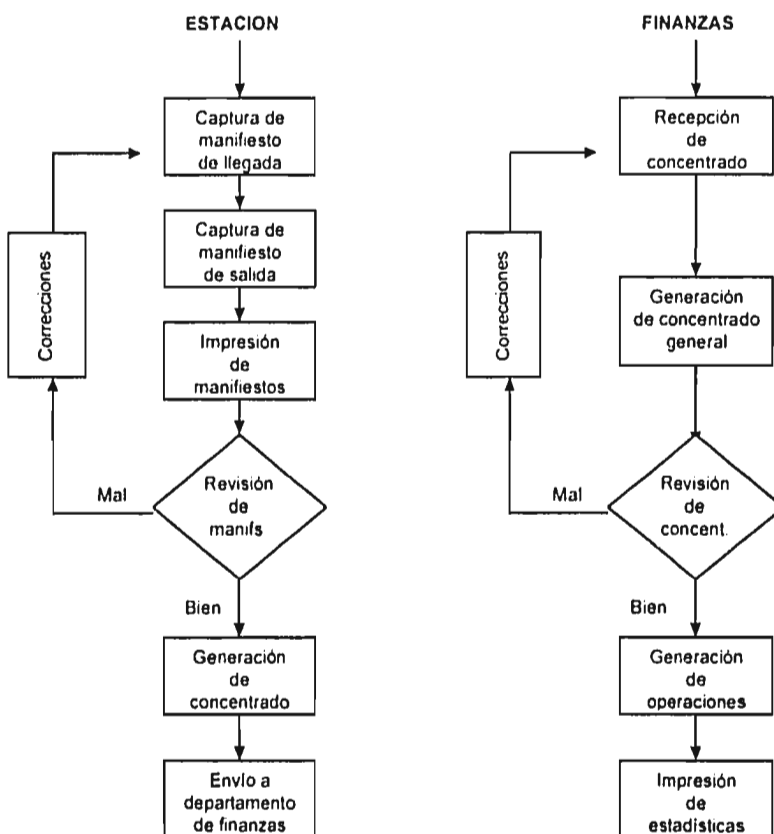 ESTACION
Captura de
manifiesto
de llegada
Captura de
manifiesto
de salida
Impresión
de
manifiestos
Correcciones
Revisión
de
manifs
Mal
Bien
Generación
de
concentrado
Envío a
departamento
de finanzas
FINANZAS
Recepción
de
concentrado
Generación
de concentrado
general
Correcciones
Revisión
de
concent.
Mal
Bien
Generación
de
operaciones
Impresión
de
estadísticas